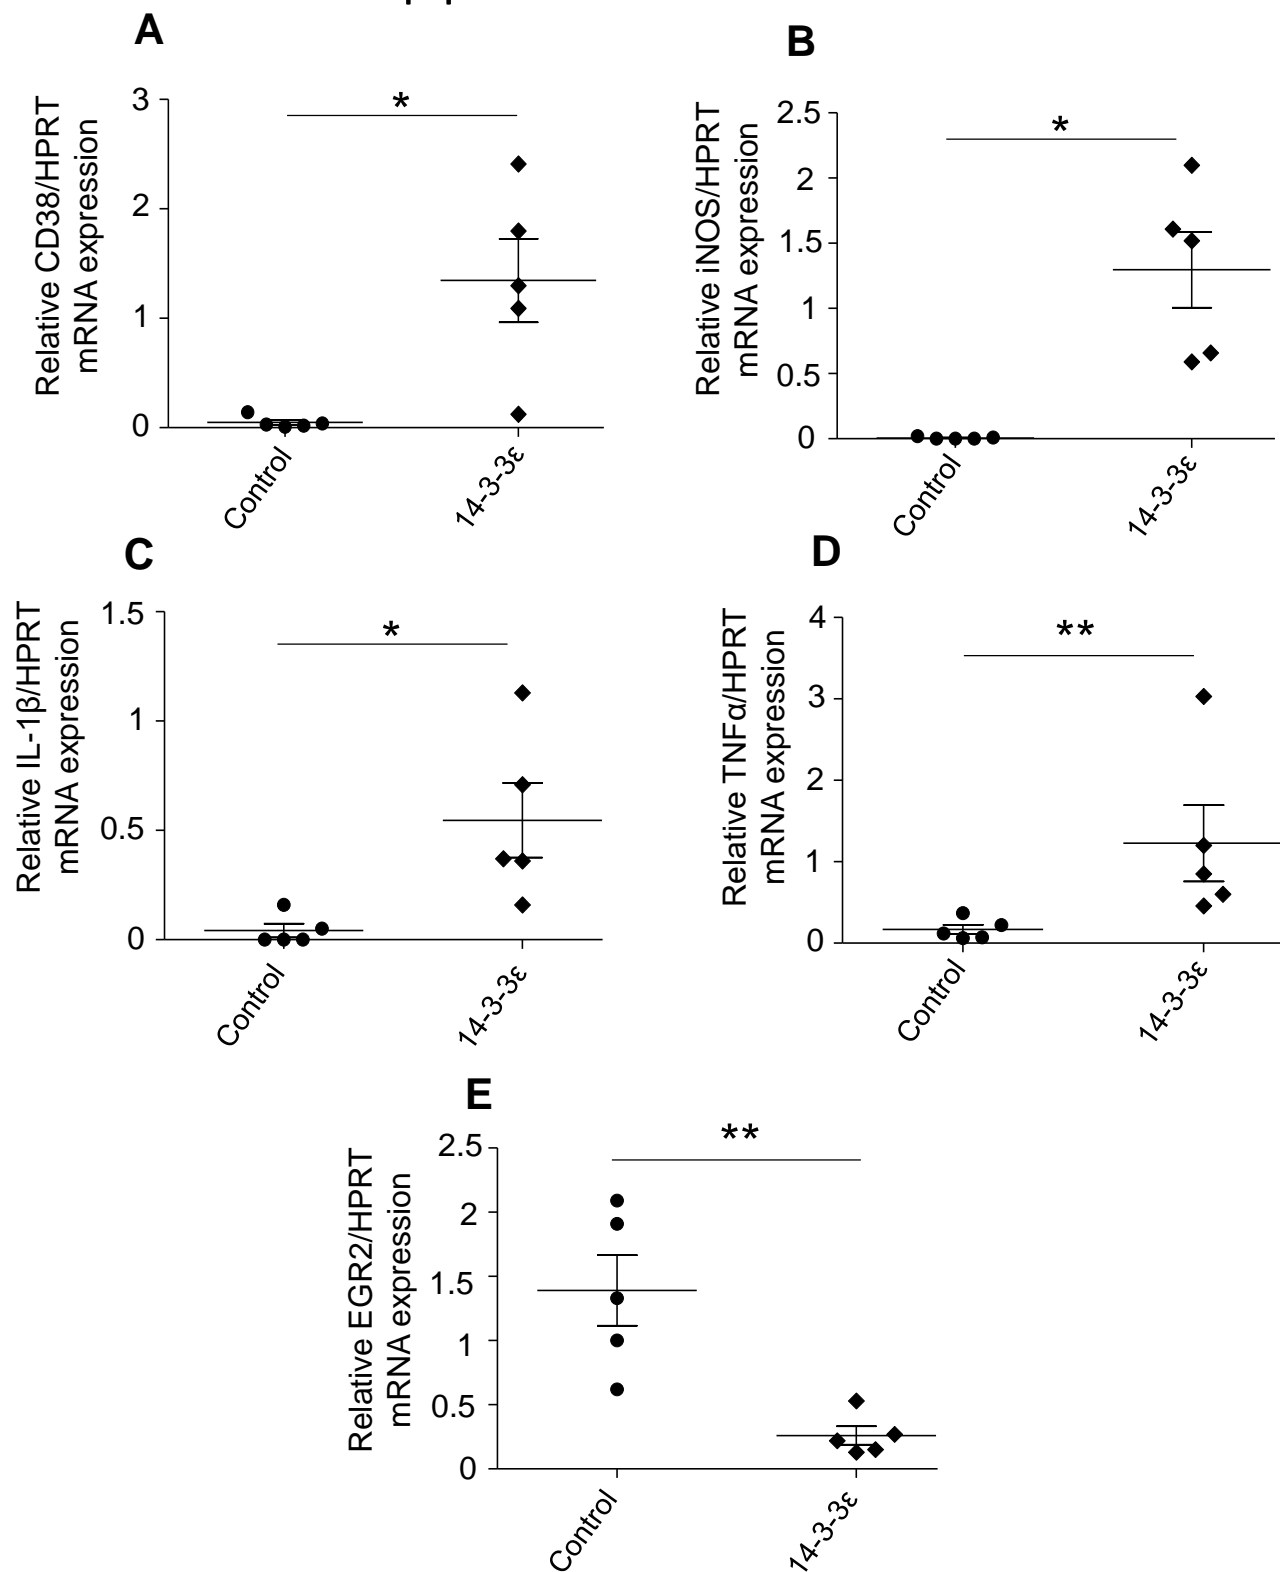 A
Relative CD38/HPRT
mRNA expression
3
2
1
0
*
Control
14-3-3ε
B
Relative iNOS/HPRT
mRNA expression
2.5
2
1.5
1
0.5
0
*
Control
14-3-3ε
C
Relative IL-1β/HPRT
mRNA expression
1.5
1
0.5
0
*
Control
14-3-3ε
D
Relative TNFα/HPRT
mRNA expression
4
3
2
1
0
**
Control
14-3-3ε
E
Relative EGR2/HPRT
mRNA expression
2.5
2
1.5
1
0.5
0
**
Control
14-3-3ε